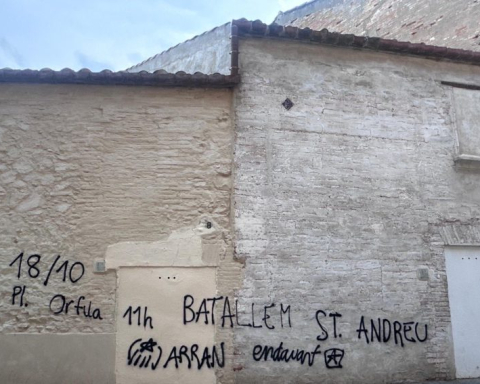 18/10
Pl. Orfila
11h
BATALLEM ST. ANDREU
ARRAN endavant